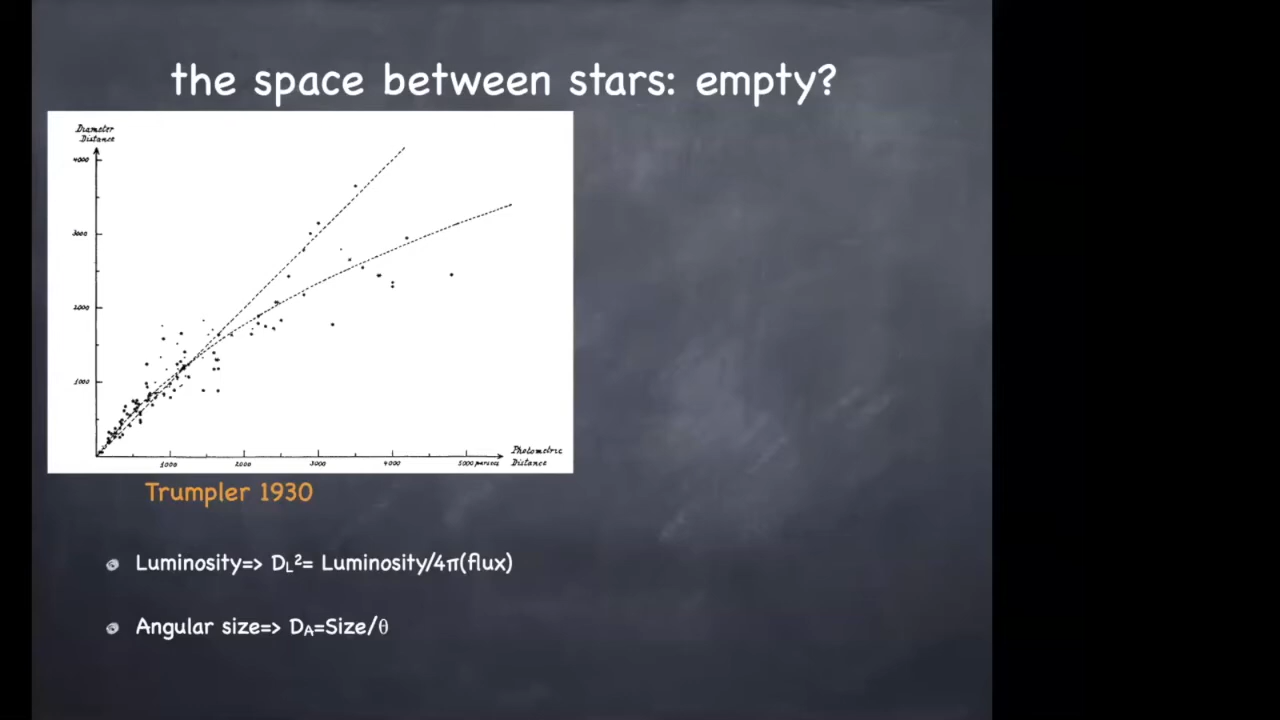 the space between stars: empty?
Diameter
Distance
4000
3000
2000
1000
1000
2000
3000
4000
5000 parsecs
Photometric
Distance
Trumpler 1930
Luminosity=> DL²= Luminosity/4π(flux)
Angular size=> DA=Size/θ